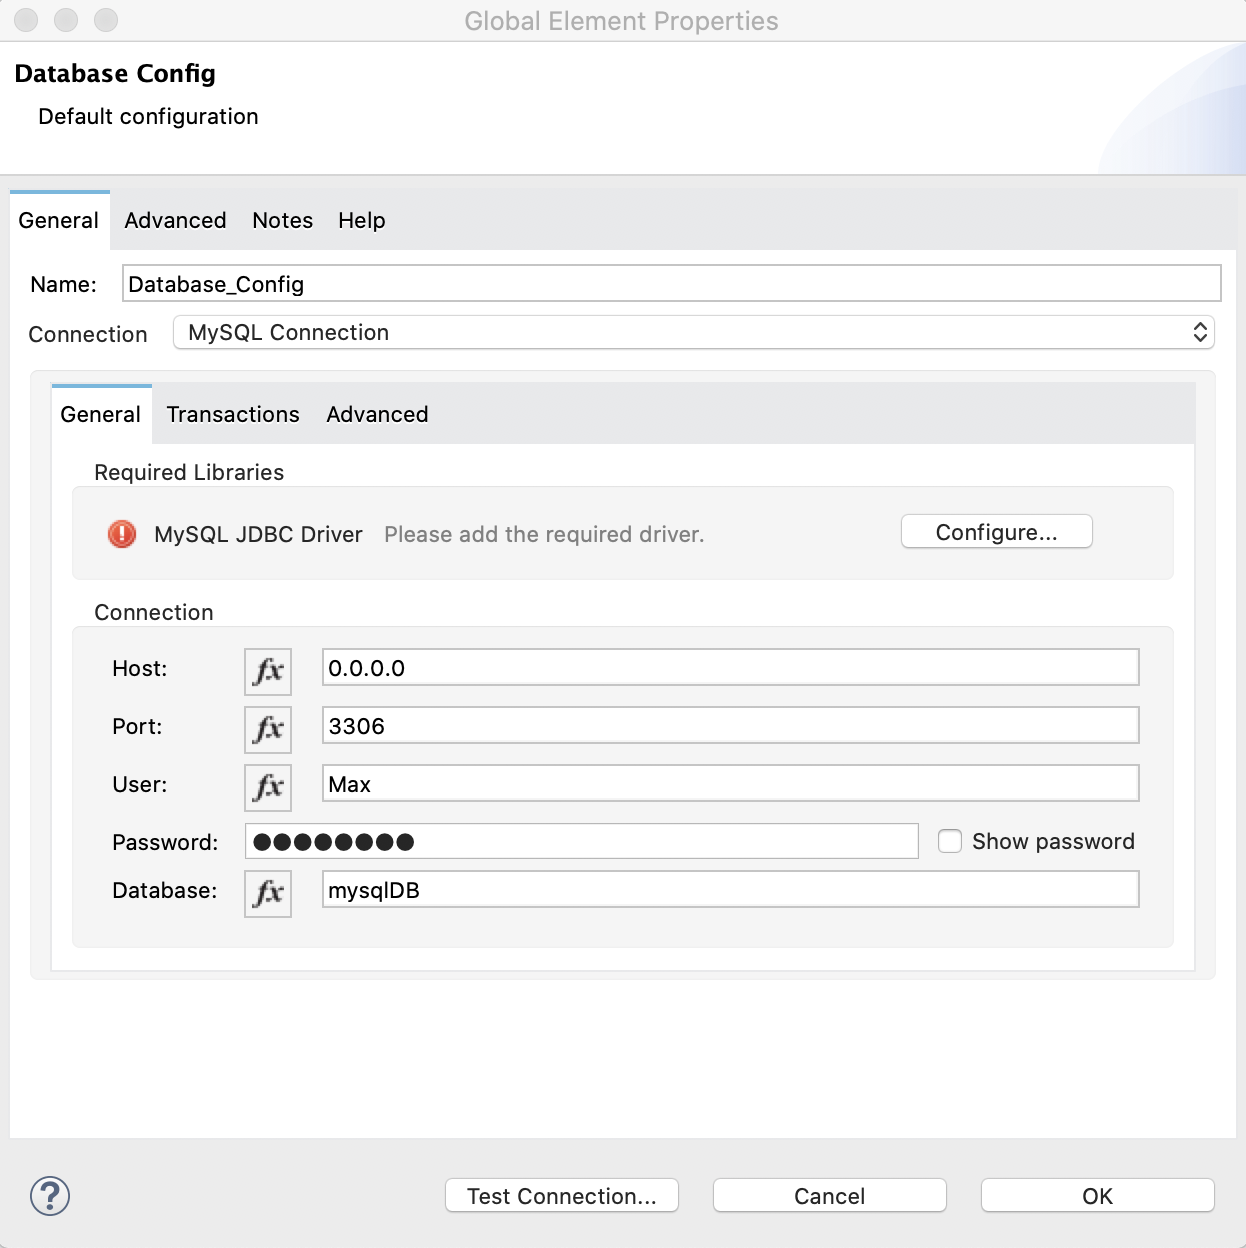 Global Element Properties
Database Config
Default configuration
General Advanced Notes Help
Name: Database_Config
Connection MySQL Connection
General Transactions Advanced
Required Libraries
MySQL JDBC Driver Please add the required driver. Configure...
Connection
Host: fx 0.0.0.0
Port: fx 3306
User: fx Max
Password: ●●●●●●●● Show password
Database: fx mysqlDB
? Test Connection... Cancel OK